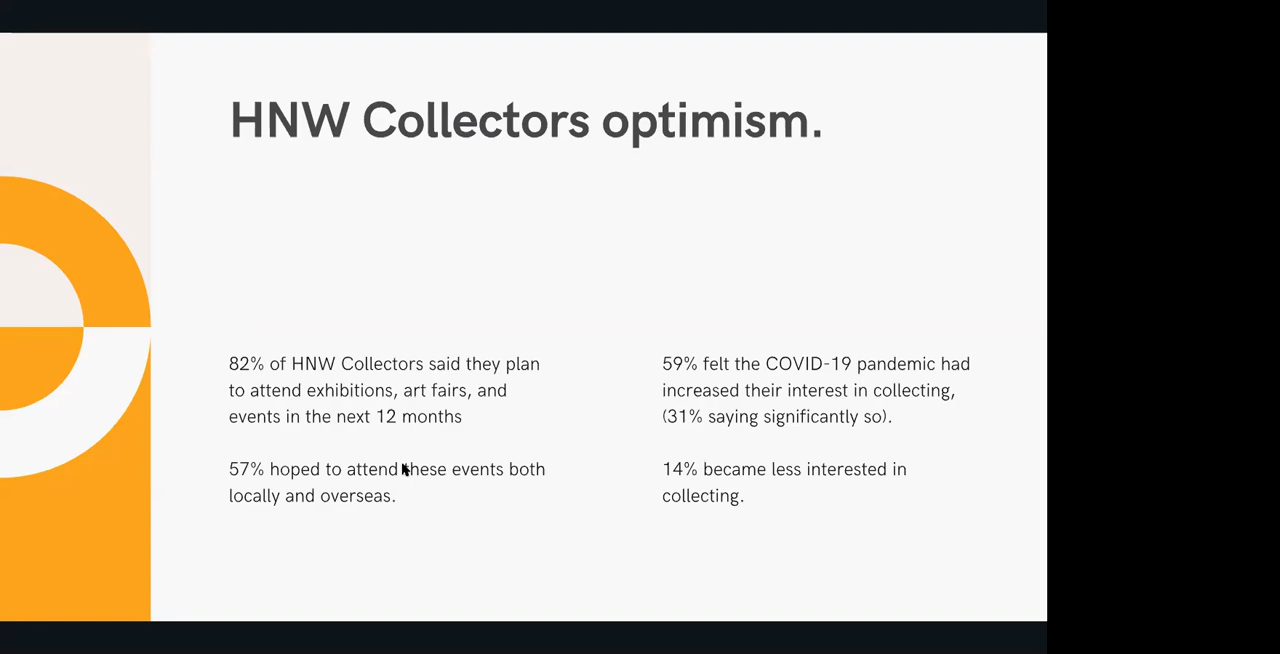 HNW Collectors optimism.
82% of HNW Collectors said they plan
to attend exhibitions, art fairs, and
events in the next 12 months
57% hoped to attend these events both
locally and overseas.
59% felt the COVID-19 pandemic had
increased their interest in collecting,
(31% saying significantly so).
14% became less interested in
collecting.